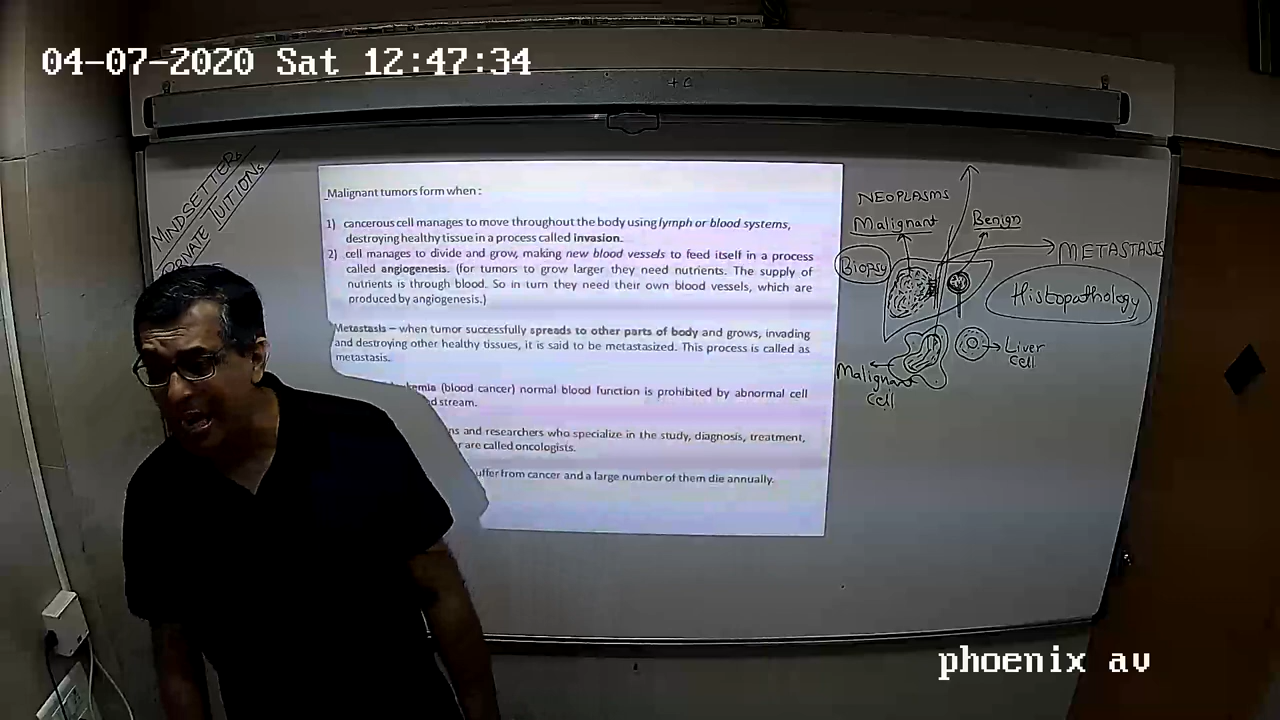 04-07-2020 Sat 12:47:34
+c
MINDSETTERS
PRIVATE TUITIONS
Malignant tumors form when :
1) cancerous cell manages to move throughout the body using lymph or blood systems,
destroying healthy tissue in a process called invasion.
2) cell manages to divide and grow, making new blood vessels to feed itself in a process
called angiogenesis. (for tumors to grow larger they need nutrients. The supply of
nutrients is through blood. So in turn they need their own blood vessels, which are
produced by angiogenesis.)
Metastasis – when tumor successfully spreads to other parts of body and grows, invading
and destroying other healthy tissues, it is said to be metastasized. This process is called as
metastasis.
(blood cancer) normal blood function is prohibited by abnormal cell
stream.
and researchers who specialize in the study, diagnosis, treatment,
are called oncologists.
from cancer and a large number of them die annually.
NEOPLASMS
Malignant Benign
METASTASIS
Biopsy
Histopathology
Liver
cell
Malignant
cell
phoenix av